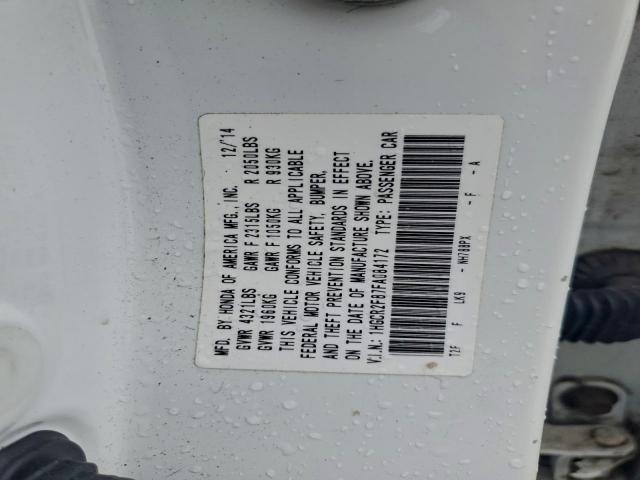 MFD. BY HONDA OF AMERICA MFG., INC. 12/'14
GVWR 4321LBS GAWR F 2315LBS R 2050LBS
GVWR 1960KG GAWR F 1050KG R 930KG
THIS VEHICLE CONFORMS TO ALL APPLICABLE
FEDERAL MOTOR VEHICLE SAFETY, BUMPER,
AND THEFT PREVENTION STANDARDS IN EFFECT
ON THE DATE OF MANUFACTURE SHOWN ABOVE.
V.I.N.: 1HGCR2F87FA084172 TYPE: PASSENGER CAR
T2F F LK9 - NH788PX - F - A